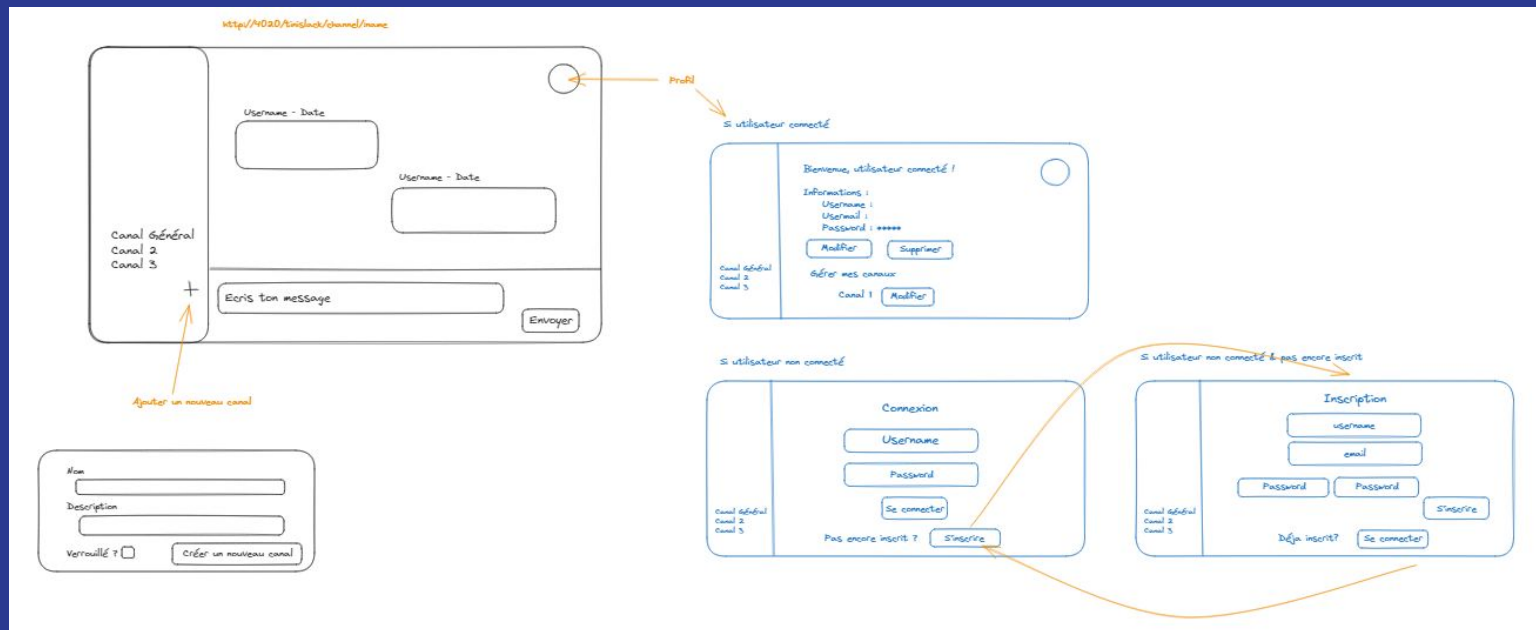 http://4020/tinislack/channel/name
Username - Date
Username - Date
Canal Général
Canal 2
Canal 3
+
Ecris ton message
Envoyer
Ajouter un nouveau canal
Nom
Description
Verrouillé ?
Créer un nouveau canal
Profil
Si utilisateur connecté
Bienvenue, utilisateur connecté !
Informations :
Username :
Usermail :
Password : *****
Modifier
Supprimer
Gérer mes canaux
Canal 1
Modifier
Canal Général
Canal 2
Canal 3
Si utilisateur non connecté
Connexion
Username
Password
Se connecter
Pas encore inscrit ?
S'inscrire
Canal Général
Canal 2
Canal 3
Si utilisateur non connecté & pas encore inscrit
Inscription
username
email
Password
Password
S'inscrire
Déja inscrit?
Se connecter
Canal Général
Canal 2
Canal 3